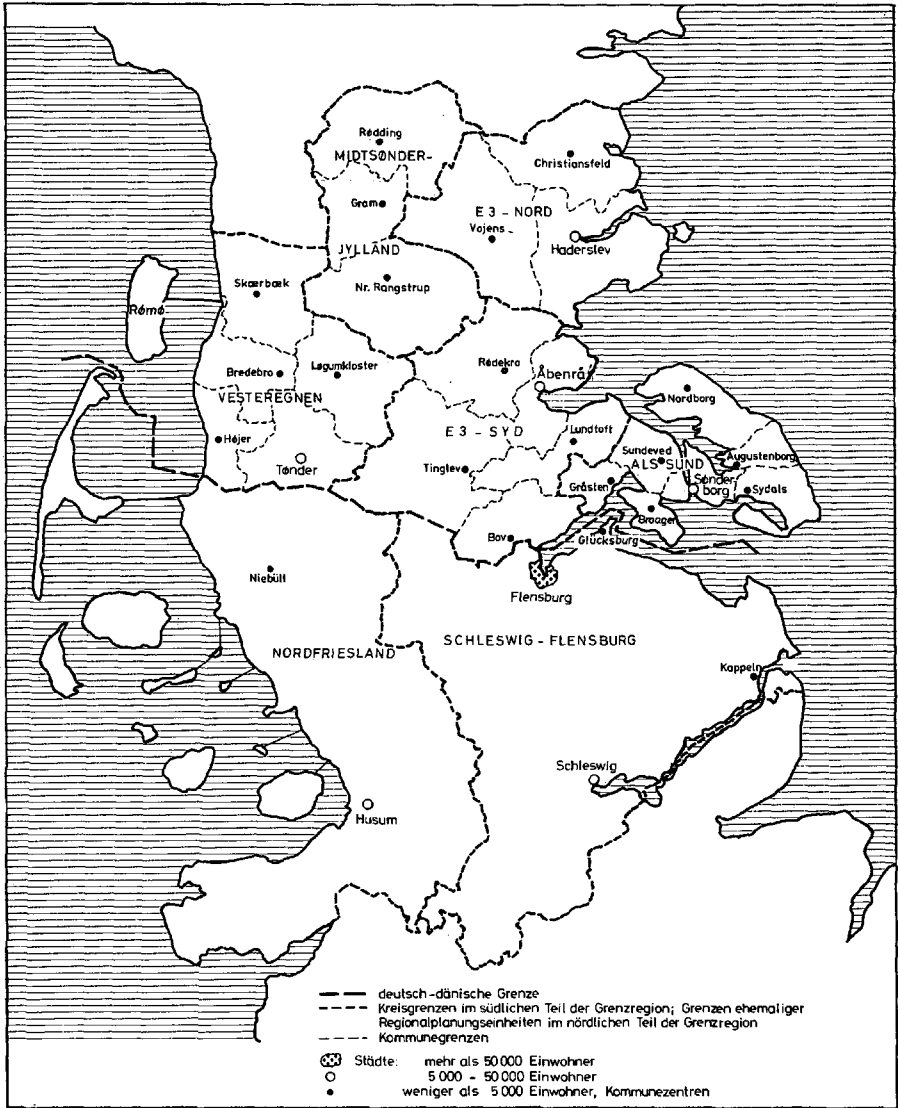 Rødding
MIDTSØNDER-
Christiansfeld
Gram
E3-NORD
Vojens
Haderslev
JYLLAND
Skærbæk
Nr. Rangstrup
Rømø
Bredebro
Løgumkloster
Rødekro
Åbenrå
VESTEREGNEN
Nordborg
Højer
E3-SYD
Lundtoft
Tønder
Sundeved
Augustenborg
ALS SUND
Tinglev
Gråsten
Sønder-
borg
Sydals
Broager
Bov
Glücksburg
Niebüll
Flensburg
NORDFRIESLAND
SCHLESWIG-FLENSBURG
Kappeln
Schleswig
Husum
deutsch-dänische Grenze
Kreisgrenzen im südlichen Teil der Grenzregion; Grenzen ehemaliger
Regionalplanungseinheiten im nördlichen Teil der Grenzregion
Kommunegrenzen
Städte: mehr als 50 000 Einwohner
5 000 - 50 000 Einwohner
weniger als 5 000 Einwohner, Kommunezentren